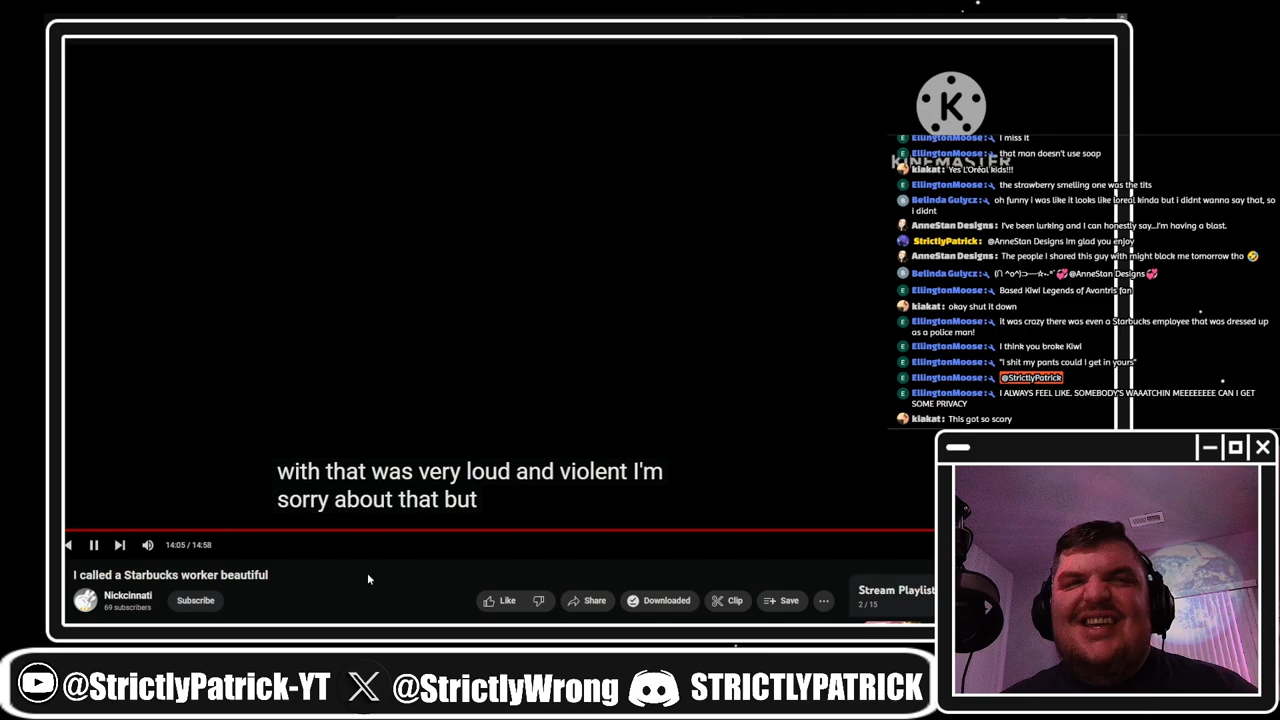 K
KINEMASTER
EllingtonMoose: I miss it
EllingtonMoose: that man doesn't use soap
kiakat: Yes L'Oréal kids!!!
EllingtonMoose: the strawberry smelling one was the tits
Belinda Gulycz: oh funny i was like it looks like loreal kinda but i didnt wanna say that, so
i didnt
AnneStan Designs: I've been lurking and I can honestly say...I'm having a blast.
StrictlyPatrick: @AnneStan Designs Im glad you enjoy
AnneStan Designs: The people I shared this guy with might block me tomorrow tho 🤣
Belinda Gulycz: (∩ ^o^)⊃━☆ 💞@AnneStan Designs💞
EllingtonMoose: Based Kiwi Legends of Avantris fan
kiakat: okay shut it down
EllingtonMoose: it was crazy there was even a Starbucks employee that was dressed up
as a police man!
EllingtonMoose: I think you broke Kiwi
EllingtonMoose: "I shit my pants could I get in yours"
EllingtonMoose: @StrictlyPatrick
EllingtonMoose: I ALWAYS FEEL LIKE. SOMEBODY'S WAAATCHIN MEEEEEEE CAN I GET
SOME PRIVACY
kiakat: This got so scary
with that was very loud and violent I'm
sorry about that but
14:05 / 14:58
I called a Starbucks worker beautiful
Nickcinnati
69 subscribers
Subscribe
Like
Share
Downloaded
Clip
Save
Stream Playlist
2 / 15
@StrictlyPatrick-YT
@StrictlyWrong
STRICTLYPATRICK